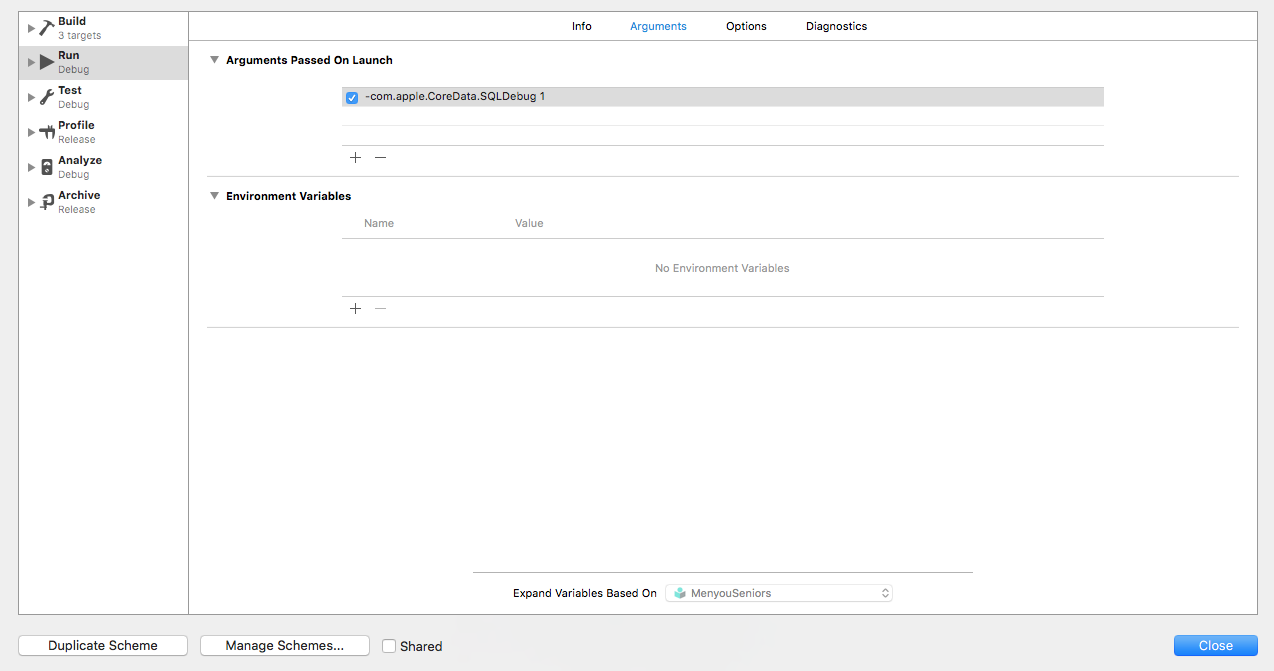 Build
3 targets
Run
Debug
Test
Debug
Profile
Release
Analyze
Debug
Archive
Release
Info Arguments Options Diagnostics
Arguments Passed On Launch
-com.apple.CoreData.SQLDebug 1
Environment Variables
Name Value
No Environment Variables
Expand Variables Based On MenyouSeniors
Duplicate Scheme Manage Schemes... Shared Close